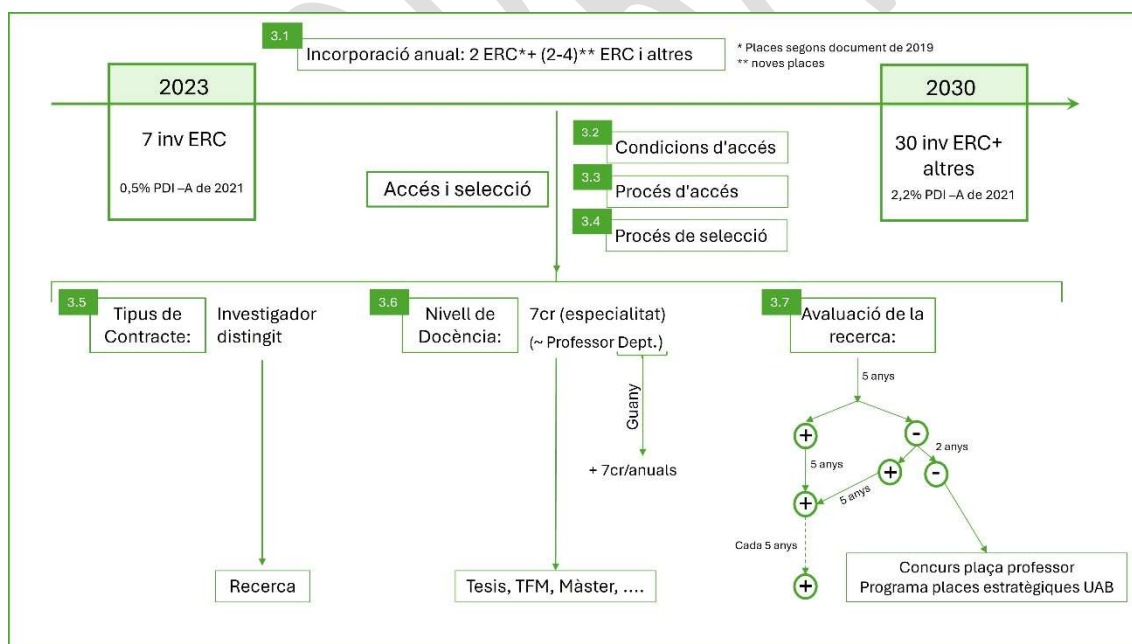 3.1
Incorporació anual: 2 ERC*+ (2-4)** ERC i altres
* Places segons document de 2019
** noves places
2023
7 inv ERC
0,5% PDI –A de 2021
2030
30 inv ERC+
altres
2,2% PDI –A de 2021
Accés i selecció
3.2
Condicions d'accés
3.3
Procés d'accés
3.4
Procés de selecció
3.5
Tipus de
Contracte:
Investigador
distingit
Recerca
3.6
Nivell de
Docència:
7cr (especialitat)
(~ Professor Dept.)
Guany
+ 7cr/anuals
Tesis, TFM, Màster, ....
3.7
Avaluació de la
recerca:
5 anys
+
-
5 anys
2 anys
+
-
5 anys
+
Cada 5 anys
+
Concurs plaça professor
Programa places estratègiques UAB